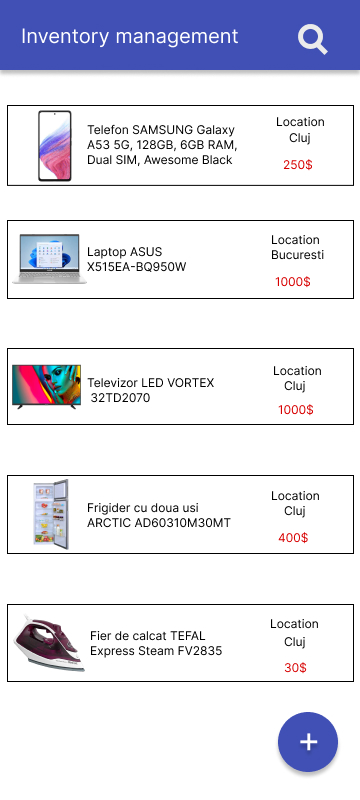 Inventory management
Telefon SAMSUNG Galaxy
A53 5G, 128GB, 6GB RAM,
Dual SIM, Awesome Black
Location
Cluj
250$
Laptop ASUS
X515EA-BQ950W
Location
Bucuresti
1000$
Televizor LED VORTEX
32TD2070
Location
Cluj
1000$
Frigider cu doua usi
ARCTIC AD60310M30MT
Location
Cluj
400$
Fier de calcat TEFAL
Express Steam FV2835
Location
Cluj
30$
+